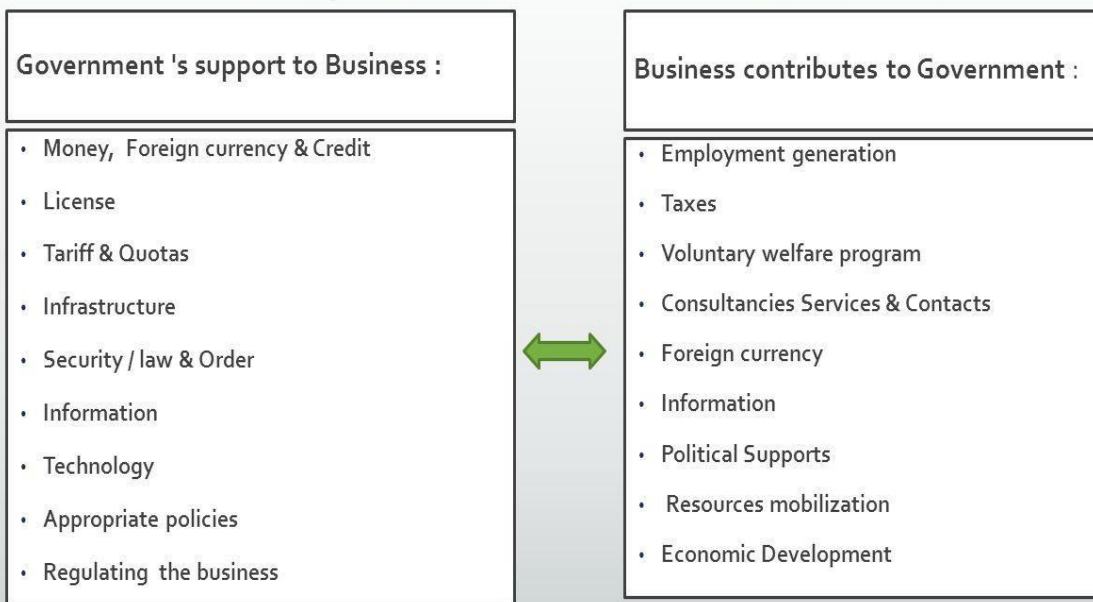 Government 's support to Business :
• Money, Foreign currency & Credit
• License
• Tariff & Quotas
• Infrastructure
• Security / law & Order
• Information
• Technology
• Appropriate policies
• Regulating the business
Business contributes to Government :
• Employment generation
• Taxes
• Voluntary welfare program
• Consultancies Services & Contacts
• Foreign currency
• Information
• Political Supports
• Resources mobilization
• Economic Development